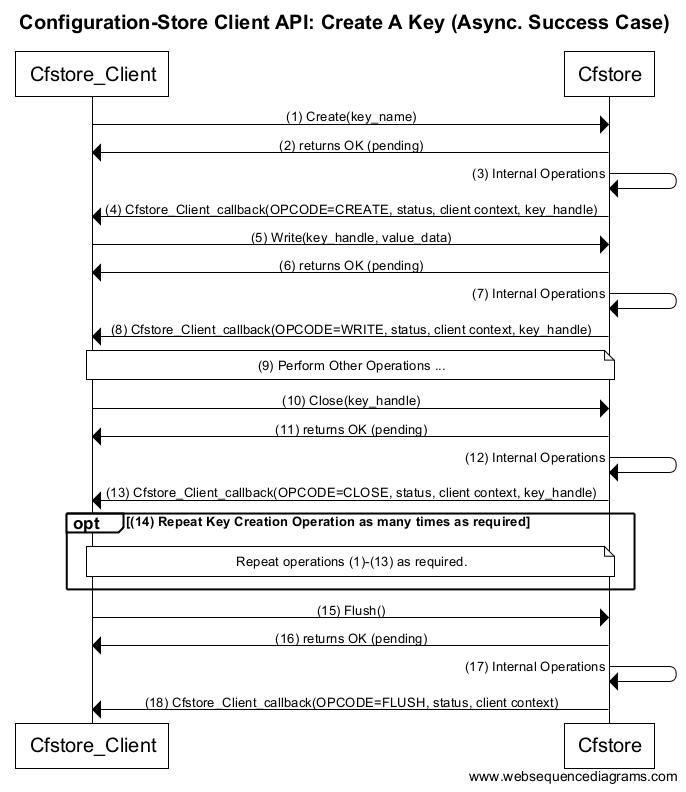 Configuration-Store Client API: Create A Key (Async. Success Case)
Cfstore_Client
Cfstore
(1) Create(key_name)
(2) returns OK (pending)
(3) Internal Operations
(4) Cfstore_Client_callback(OPCODE=CREATE, status, client context, key_handle)
(5) Write(key_handle, value_data)
(6) returns OK (pending)
(7) Internal Operations
(8) Cfstore_Client_callback(OPCODE=WRITE, status, client context, key_handle)
(9) Perform Other Operations ...
(10) Close(key_handle)
(11) returns OK (pending)
(12) Internal Operations
(13) Cfstore_Client_callback(OPCODE=CLOSE, status, client context, key_handle)
opt [(14) Repeat Key Creation Operation as many times as required]
Repeat operations (1)-(13) as required.
(15) Flush()
(16) returns OK (pending)
(17) Internal Operations
(18) Cfstore_Client_callback(OPCODE=FLUSH, status, client context)
Cfstore_Client
Cfstore
www.websequencediagrams.com